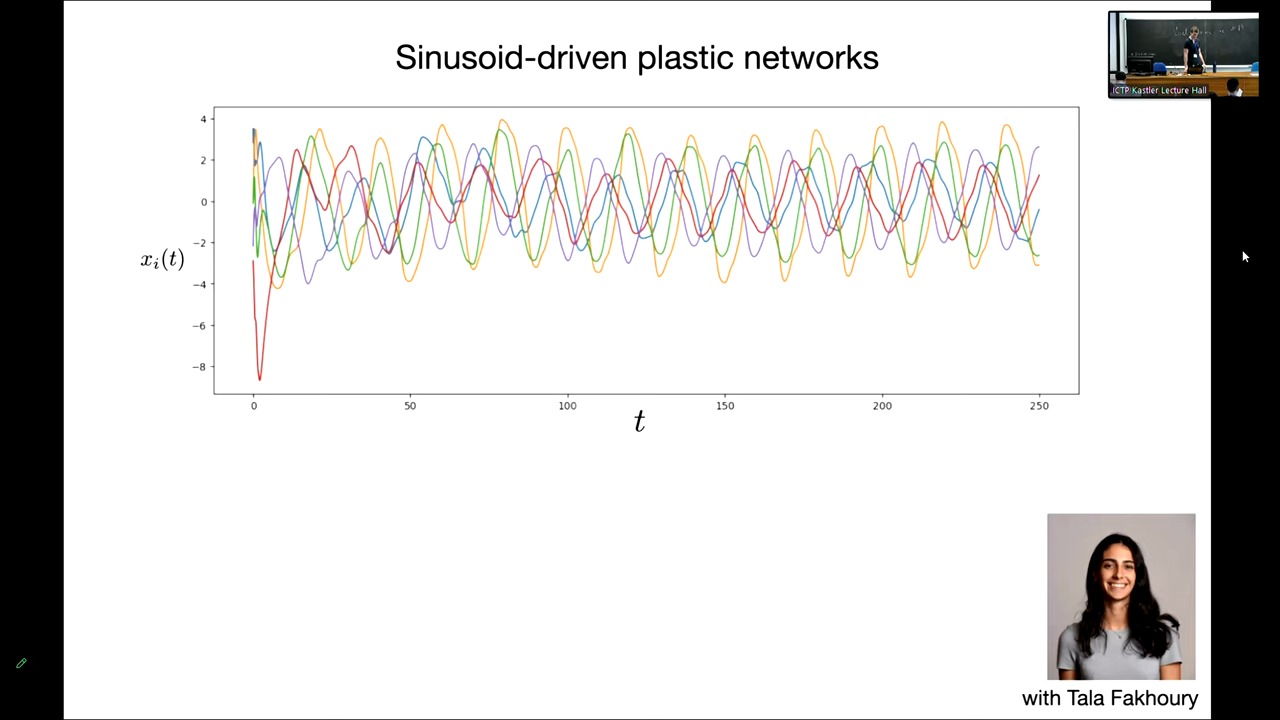 Sinusoid-driven plastic networks
ICTP Kastler Lecture Hall
4
2
0
−2
−4
−6
−8
x_i(t)
0 50 100 150 200 250
t
with Tala Fakhoury